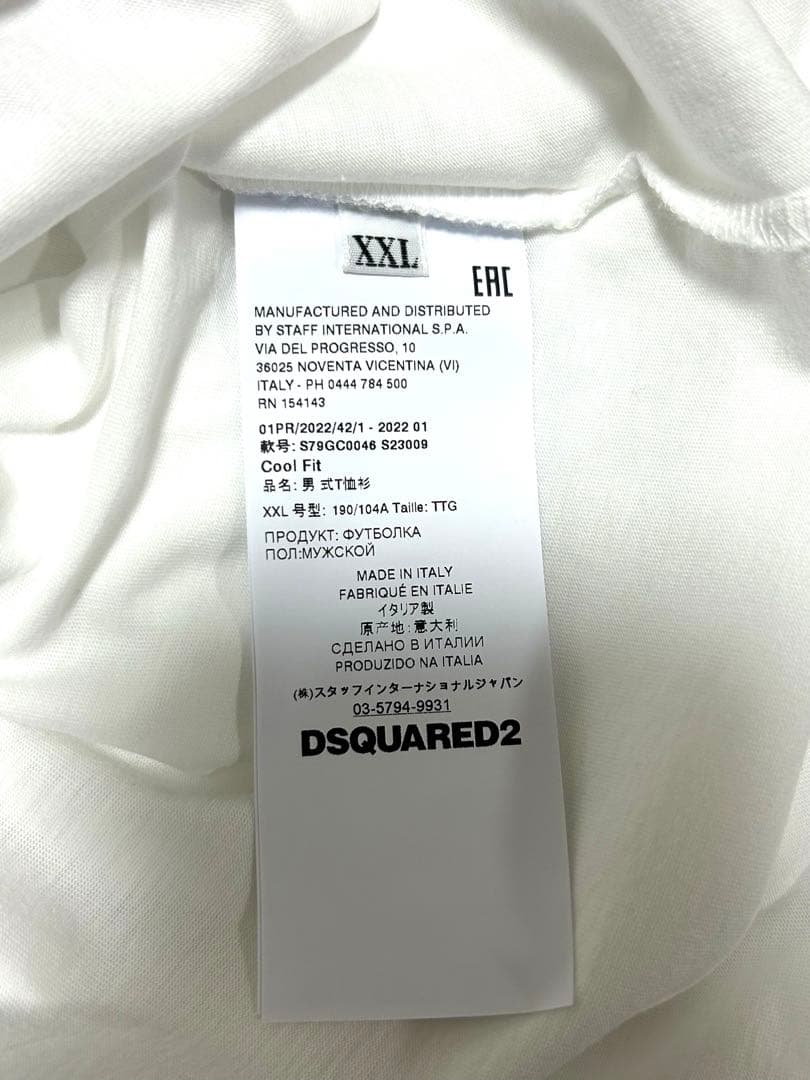 XXL
EAC
MANUFACTURED AND DISTRIBUTED
BY STAFF INTERNATIONAL S.P.A.
VIA DEL PROGRESSO, 10
36025 NOVENTA VICENTINA (VI)
ITALY - PH 0444 784 500
RN 154143
01PR/2022/42/1 - 2022 01
款号: S79GC0046 S23009
Cool Fit
品名: 男 式T恤衫
XXL 号型: 190/104A Taille: TTG
ПРОДУКТ: ФУТБОЛКА
ПОЛ:МУЖСКОЙ
MADE IN ITALY
FABRIQUÉ EN ITALIE
イタリア製
原产地: 意大利
СДЕЛАНО В ИТАЛИИ
PRODUZIDO NA ITALIA
(株)スタッフインターナショナルジャパン
03-5794-9931
DSQUARED2